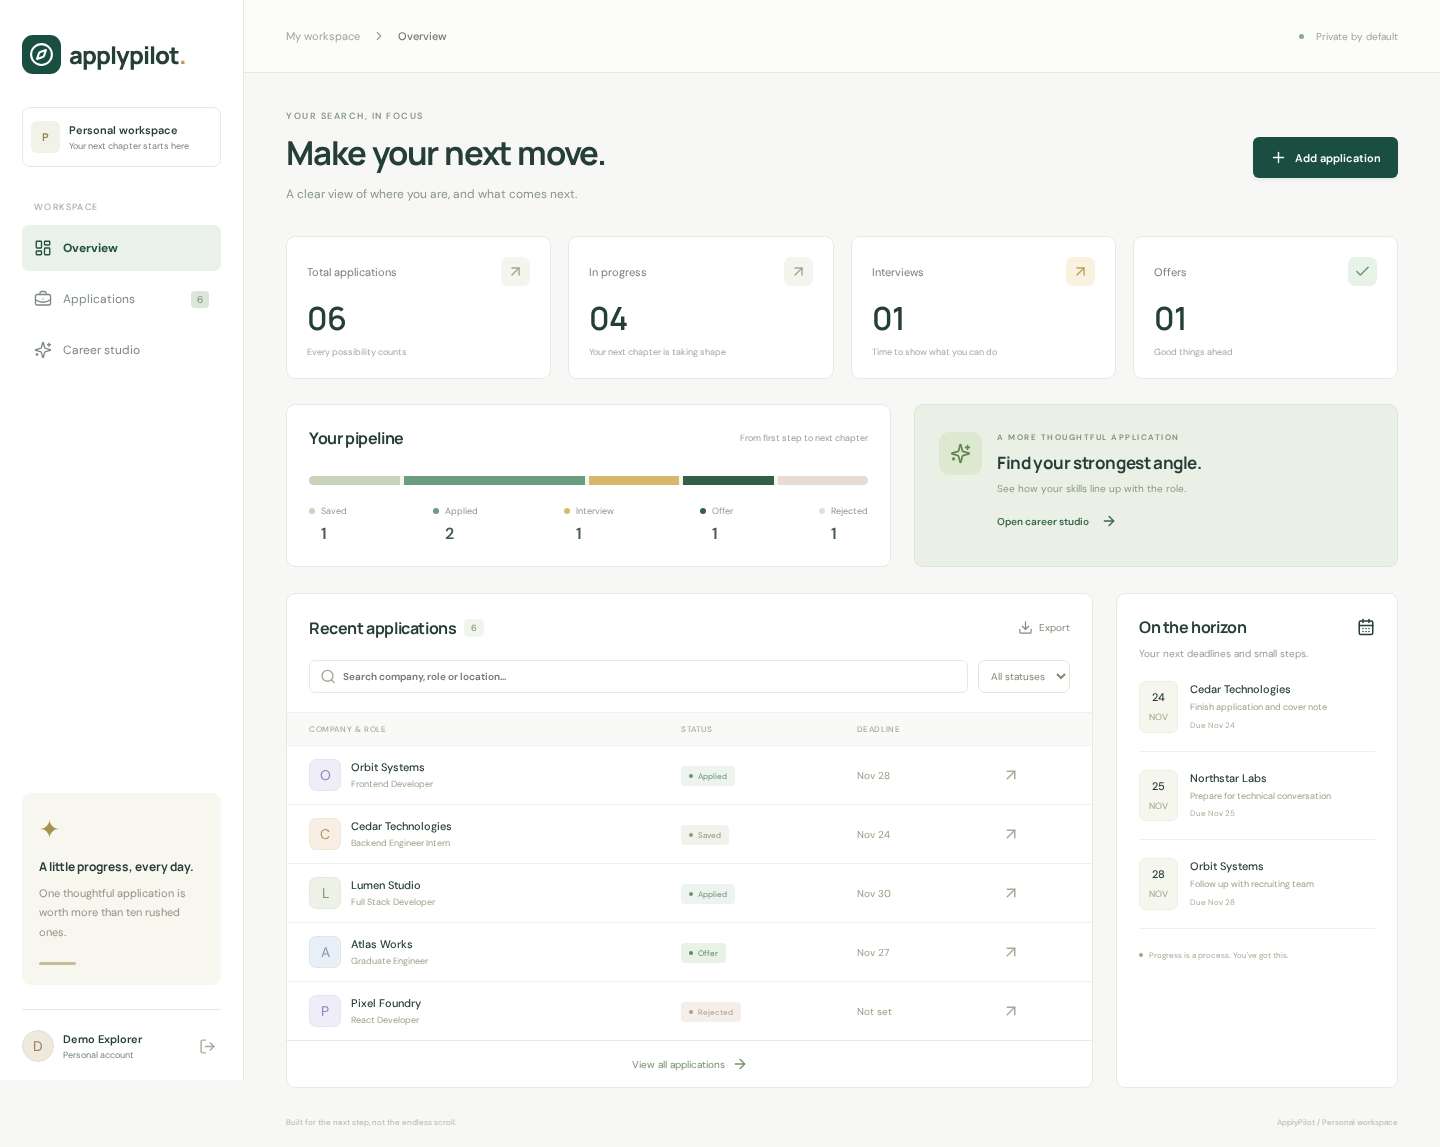 applypilot.
P
Personal workspace
Your next chapter starts here
WORKSPACE
Overview
Applications
6
Career studio
✦
A little progress, every day.
One thoughtful application is
worth more than ten rushed
ones.
D
Demo Explorer
Personal account
My workspace
Overview
Private by default
YOUR SEARCH, IN FOCUS
Make your next move.
A clear view of where you are, and what comes next.
Add application
Total applications
06
Every possibility counts
In progress
04
Your next chapter is taking shape
Interviews
01
Time to show what you can do
Offers
01
Good things ahead
Your pipeline
From first step to next chapter
Saved
1
Applied
2
Interview
1
Offer
1
Rejected
1
A MORE THOUGHTFUL APPLICATION
Find your strongest angle.
See how your skills line up with the role.
Open career studio
Recent applications
6
Export
Search company, role or location...
All statuses
COMPANY & ROLE
STATUS
DEADLINE
O
Orbit Systems
Frontend Developer
Applied
Nov 28
C
Cedar Technologies
Backend Engineer Intern
Saved
Nov 24
L
Lumen Studio
Full Stack Developer
Applied
Nov 30
A
Atlas Works
Graduate Engineer
Offer
Nov 27
P
Pixel Foundry
React Developer
Rejected
Not set
View all applications
On the horizon
Your next deadlines and small steps.
24
NOV
Cedar Technologies
Finish application and cover note
Due Nov 24
25
NOV
Northstar Labs
Prepare for technical conversation
Due Nov 25
28
NOV
Orbit Systems
Follow up with recruiting team
Due Nov 28
Progress is a process. You've got this.
Built for the next step, not the endless scroll.
ApplyPilot / Personal workspace